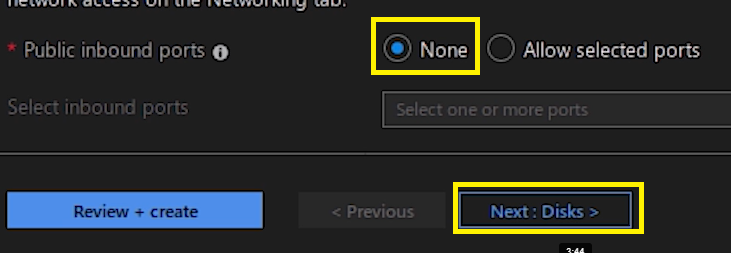 network access on the Networking tab.
* Public inbound ports None Allow selected ports
Select inbound ports Select one or more ports
Review + create < Previous Next : Disks >
3:44